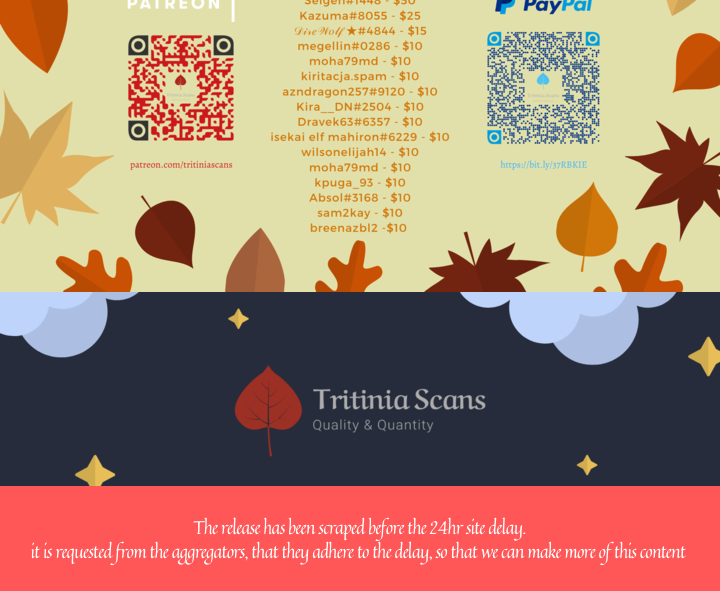 PATREON
PayPal
Selgen#1448 - $50
Kazuma#8055 - $25
𝒟𝒾𝓇𝑒 𝒲𝑜𝓁𝒻 ★#4844 - $15
megellin#0286 - $10
moha79md - $10
kiritacja.spam - $10
azndragon257#9120 - $10
Kira__DN#2504 - $10
Dravek63#6357 - $10
isekai elf mahiron#6229 - $10
wilsonelijah14 - $10
moha79md - $10
kpuga_93 - $10
Absol#3168 - $10
sam2kay - $10
breenazbl2 -$10
patreon.com/tritiniascans
https://bit.ly/37RBKIE
Tritinia Scans
Quality & Quantity
The release has been scraped before the 24hr site delay.
it is requested from the aggregators, that they adhere to the delay, so that we can make more of this content